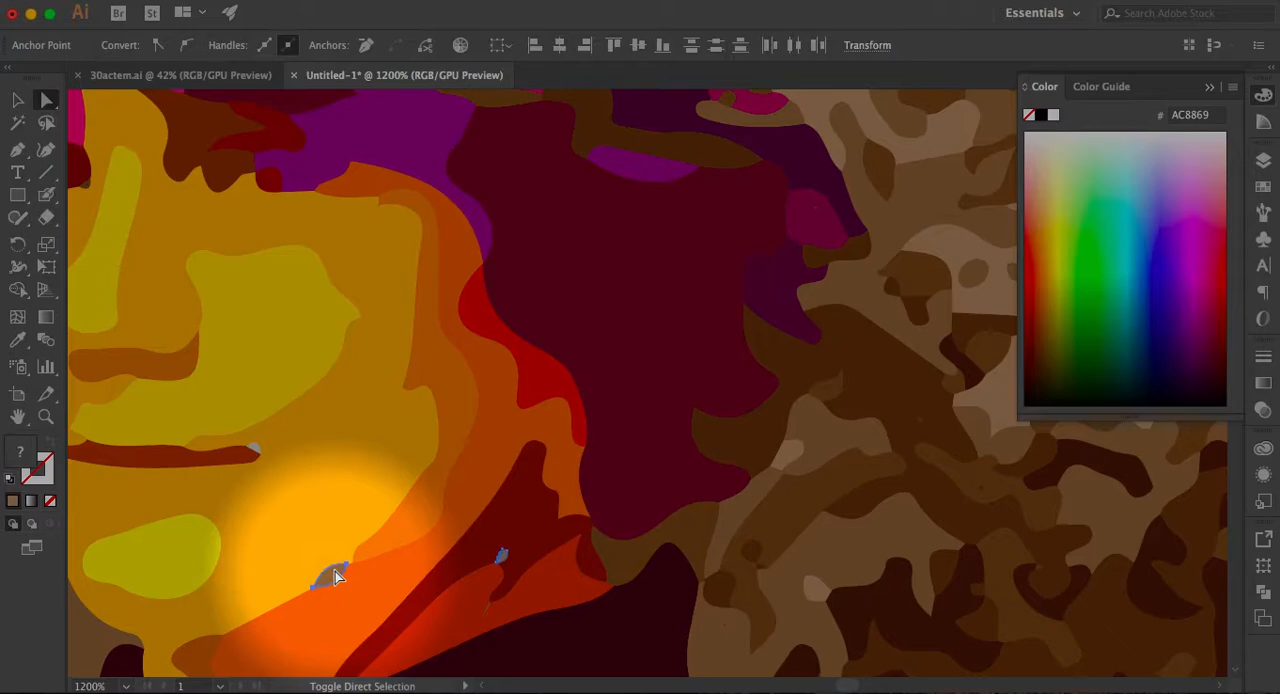 Ai Br St Essentials Search Adobe Stock
Anchor Point Convert: Handles: Anchors: Transform
30actem.ai @ 42% (RGB/GPU Preview) Untitled-1* @ 1200% (RGB/GPU Preview)
Color Color Guide
# AC8869
?
1200% 1 Toggle Direct Selection